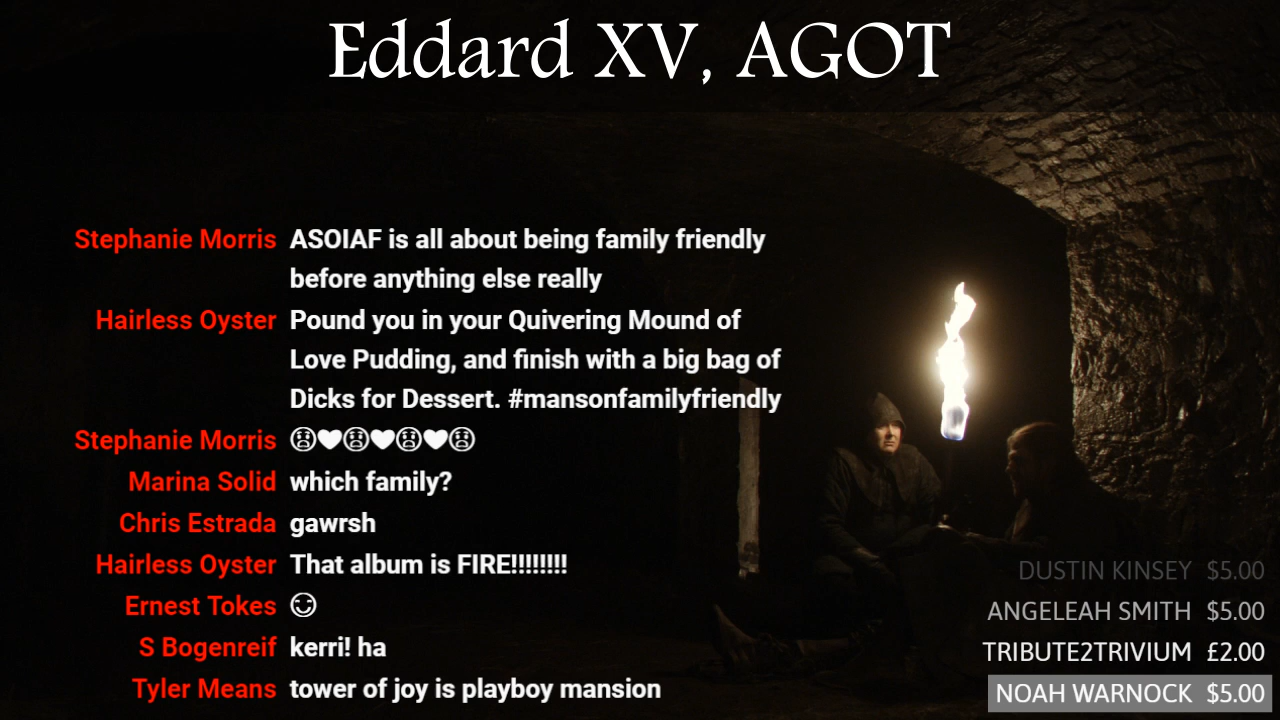 Eddard XV, AGOT
Stephanie Morris ASOIAF is all about being family friendly
before anything else really
Hairless Oyster Pound you in your Quivering Mound of
Love Pudding, and finish with a big bag of
Dicks for Dessert. #mansonfamilyfriendly
Stephanie Morris 😫♥😫♥😫♥😫
Marina Solid which family?
Chris Estrada gawrsh
Hairless Oyster That album is FIRE!!!!!!!!
Ernest Tokes 😏
S Bogenreif kerri! ha
Tyler Means tower of joy is playboy mansion
DUSTIN KINSEY $5.00
ANGELEAH SMITH $5.00
TRIBUTE2TRIVIUM £2.00
NOAH WARNOCK $5.00